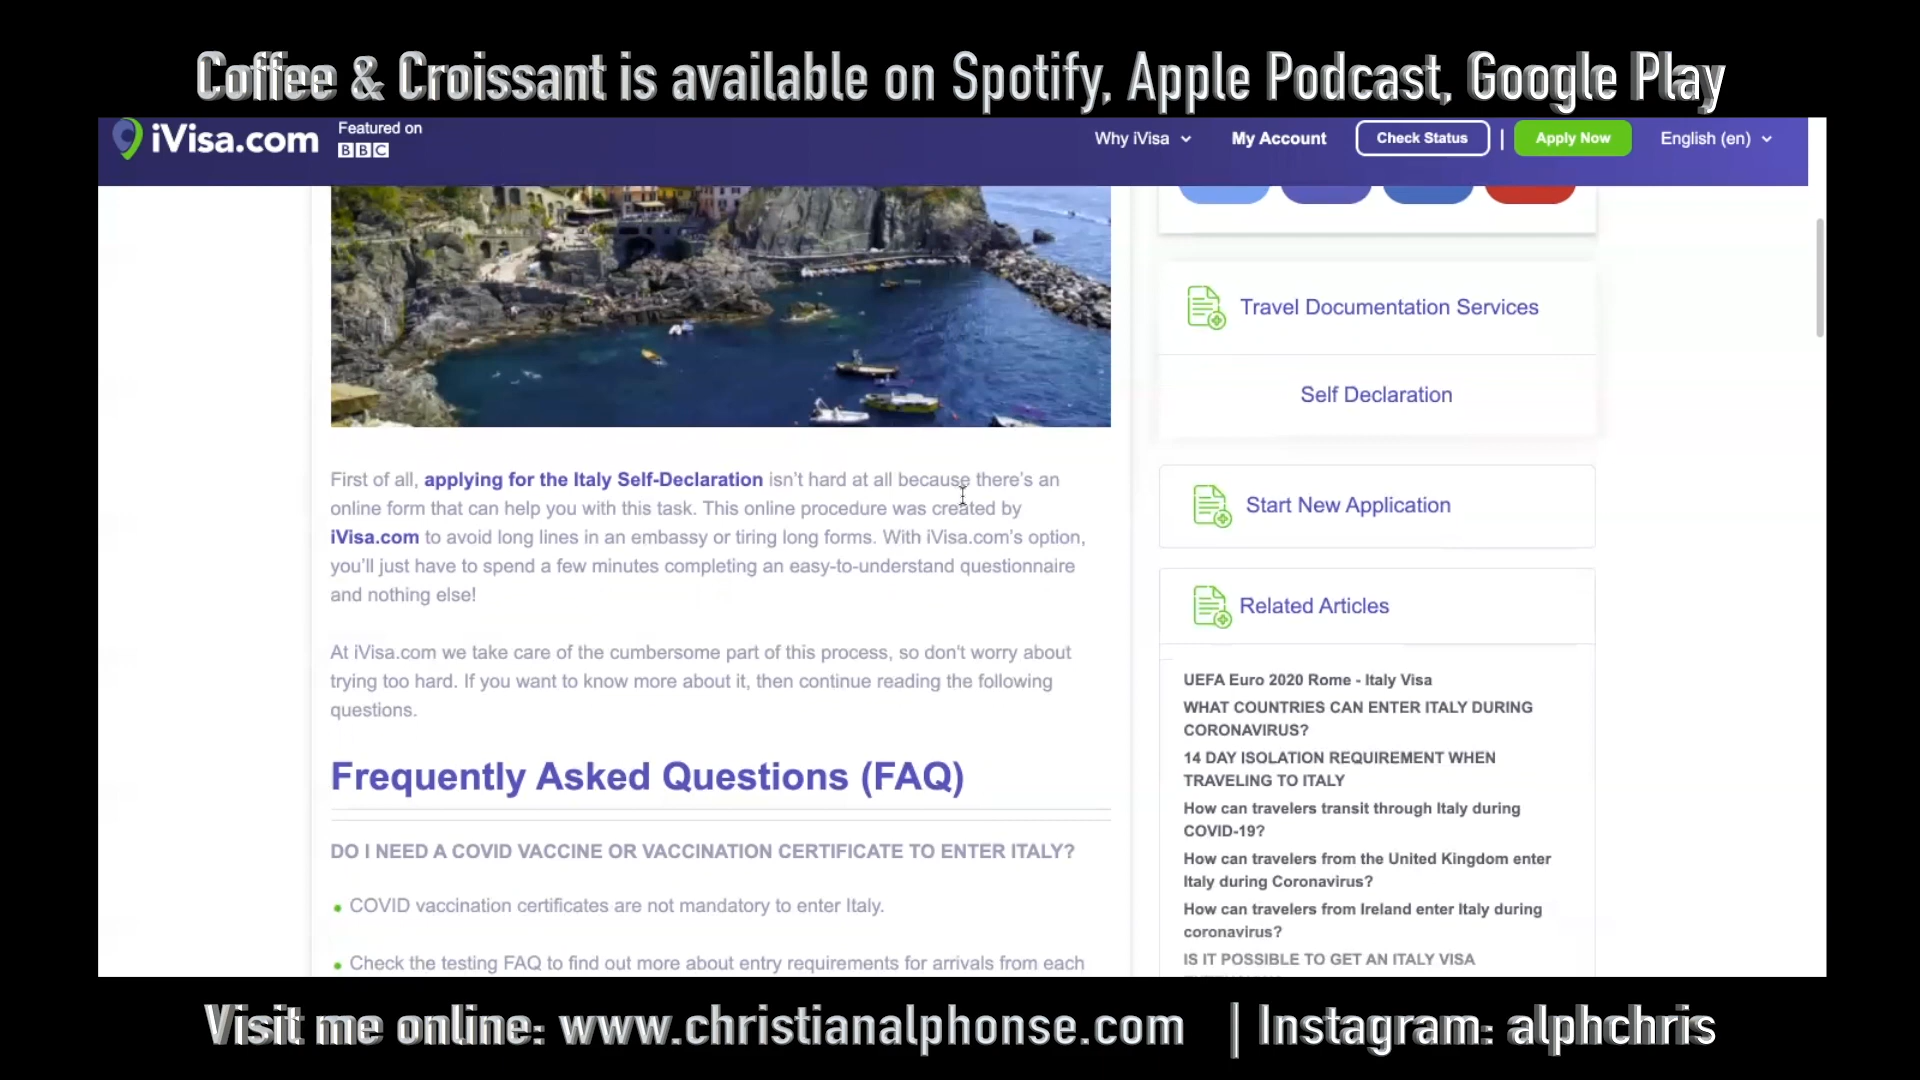 Coffee & Croissant is available on Spotify, Apple Podcast, Google Play
iVisa.com
Featured on
BBC
Why iVisa
My Account
Check Status
|
Apply Now
English (en)
Travel Documentation Services
Self Declaration
First of all, applying for the Italy Self-Declaration isn't hard at all because there's an
online form that can help you with this task. This online procedure was created by
iVisa.com to avoid long lines in an embassy or tiring long forms. With iVisa.com's option,
you'll just have to spend a few minutes completing an easy-to-understand questionnaire
and nothing else!
At iVisa.com we take care of the cumbersome part of this process, so don't worry about
trying too hard. If you want to know more about it, then continue reading the following
questions.
Frequently Asked Questions (FAQ)
DO I NEED A COVID VACCINE OR VACCINATION CERTIFICATE TO ENTER ITALY?
COVID vaccination certificates are not mandatory to enter Italy.
Check the testing FAQ to find out more about entry requirements for arrivals from each
Start New Application
Related Articles
UEFA Euro 2020 Rome - Italy Visa
WHAT COUNTRIES CAN ENTER ITALY DURING
CORONAVIRUS?
14 DAY ISOLATION REQUIREMENT WHEN
TRAVELING TO ITALY
How can travelers transit through Italy during
COVID-19?
How can travelers from the United Kingdom enter
Italy during Coronavirus?
How can travelers from Ireland enter Italy during
coronavirus?
IS IT POSSIBLE TO GET AN ITALY VISA
Visit me online: www.christianalphonse.com | Instagram: alphchris